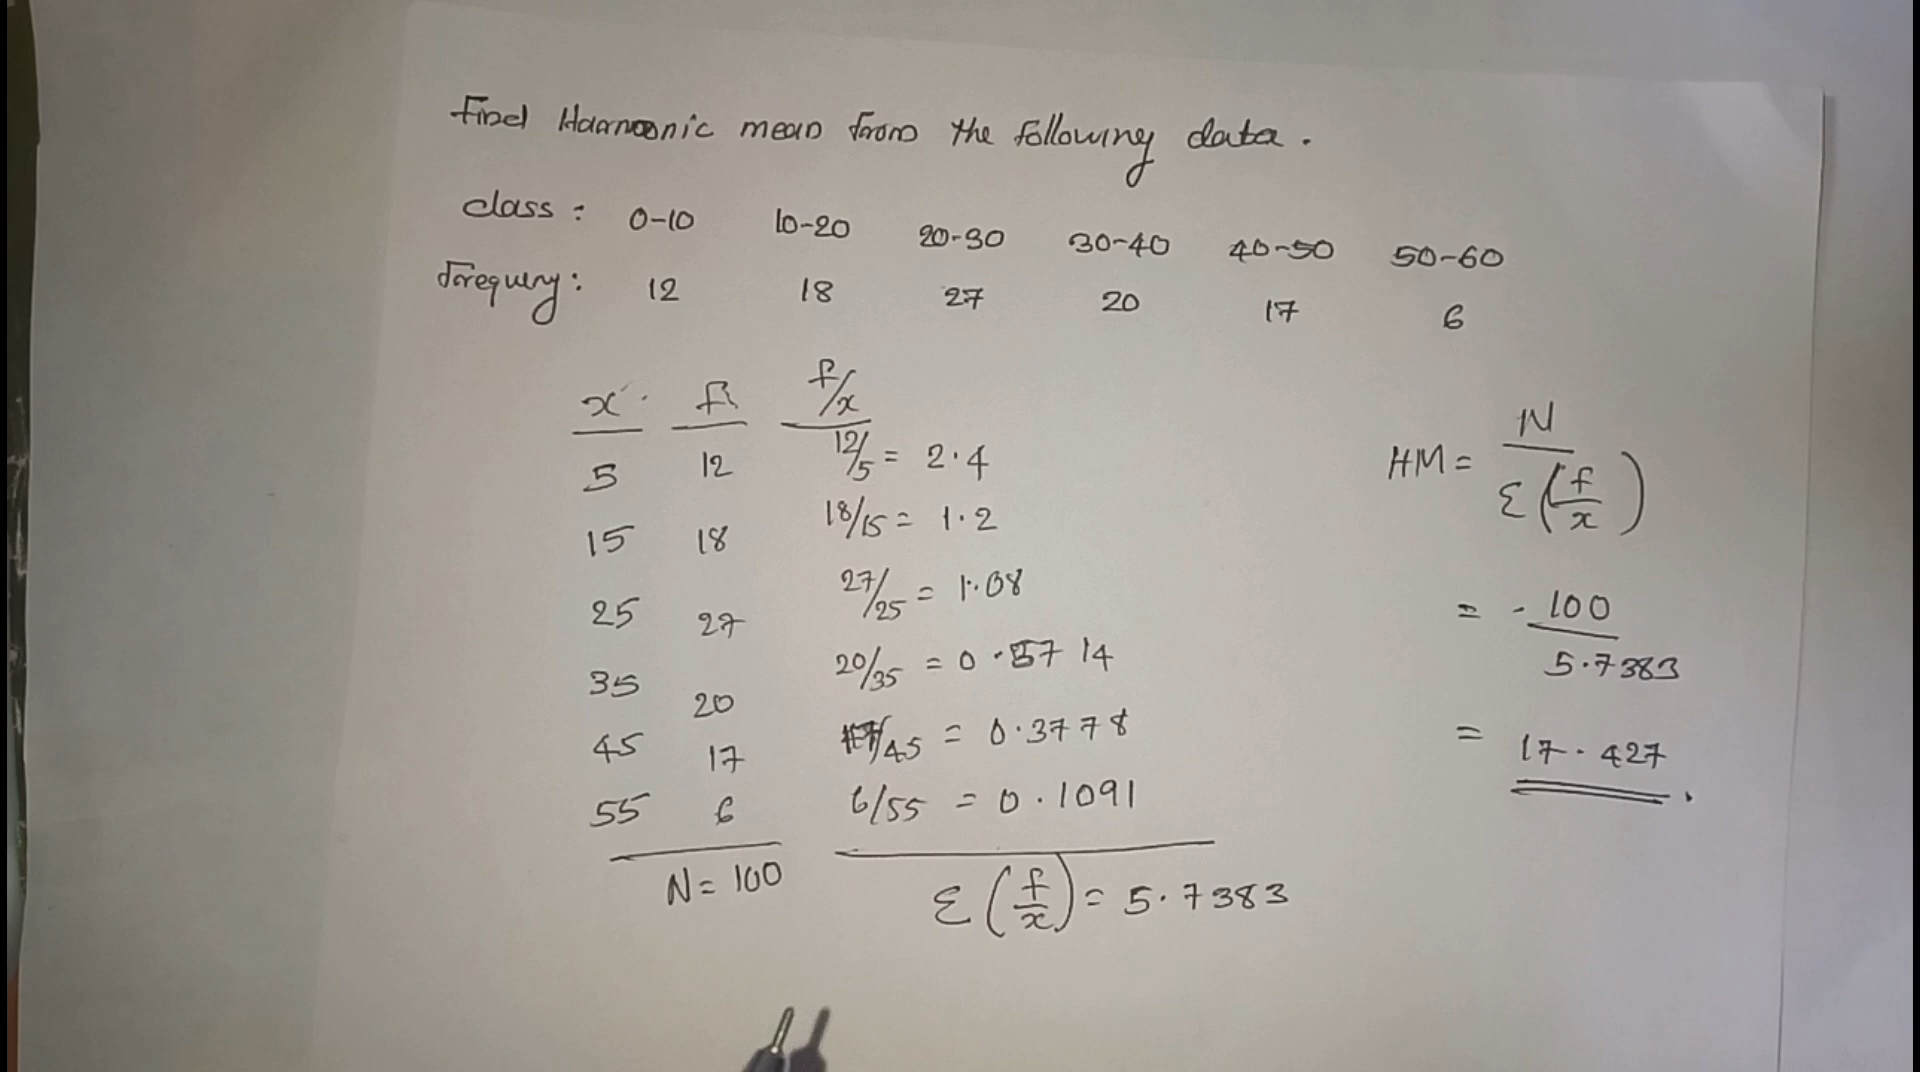 Find Harmonic mean from the following data.
class: 0-10 10-20 20-30 30-40 40-50 50-60
frequency: 12 18 27 20 17 6
x f f/x
5 12 12/5 = 2.4
15 18 18/15 = 1.2
25 27 27/25 = 1.08
35 20 20/35 = 0.5714
45 17 17/45 = 0.3778
55 6 6/55 = 0.1091
N = 100 Σ(f/x) = 5.7383
HM = N / Σ(f/x)
= 100 / 5.7383
= 17.427.